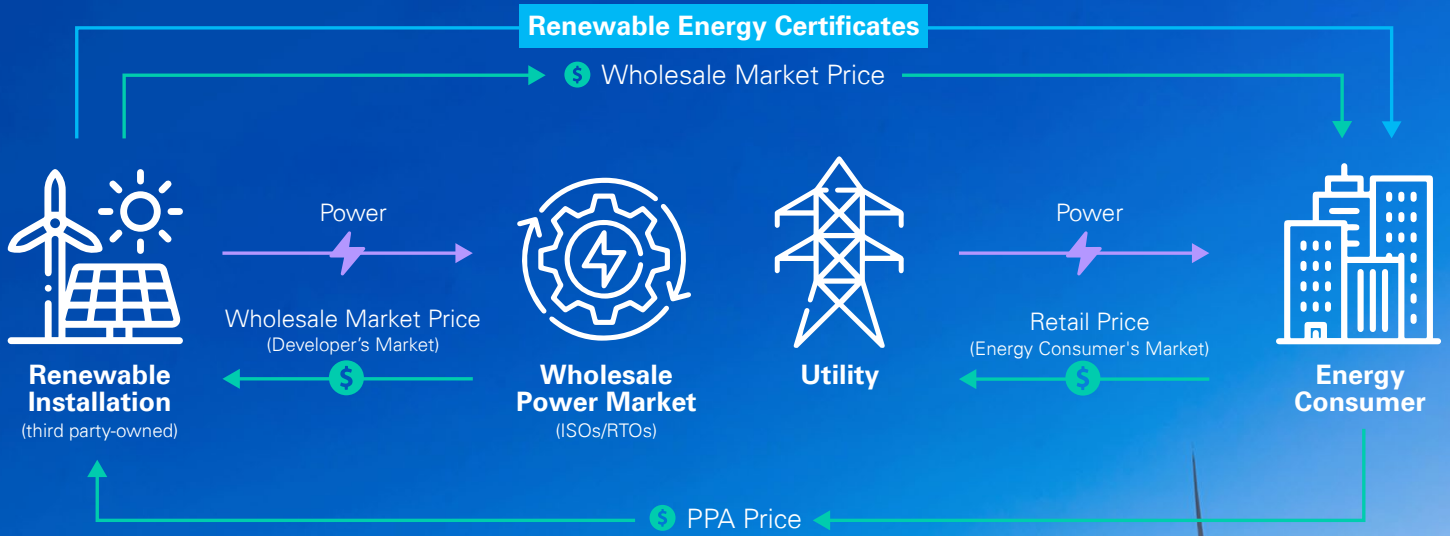 Renewable Energy Certificates
$ Wholesale Market Price
Power
Power
Wholesale Market Price
(Developer's Market)
$
Retail Price
(Energy Consumer's Market)
$
Renewable
Installation
(third party-owned)
Wholesale
Power Market
(ISOs/RTOs)
Utility
Energy
Consumer
$ PPA Price